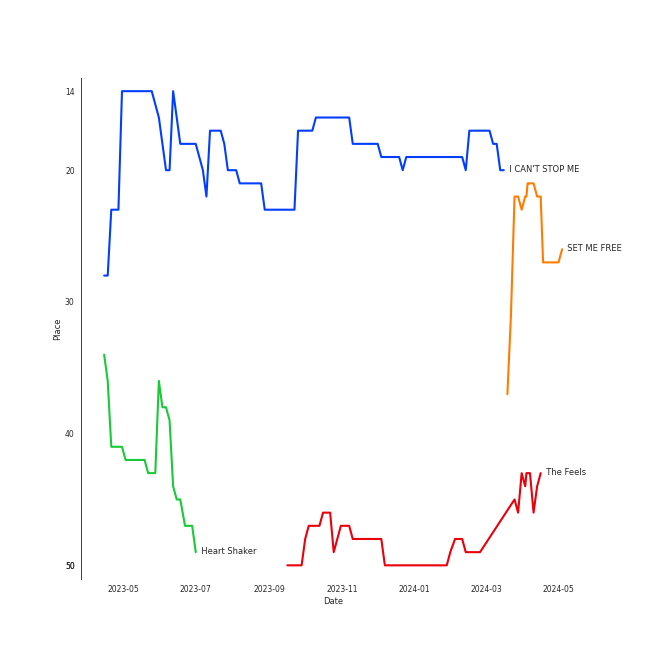 14
20
30
40
50
Place
I CAN'T STOP ME
SET ME FREE
The Feels
Heart Shaker
2023-05 2023-07 2023-09 2023-11 2024-01 2024-03 2024-05
Date